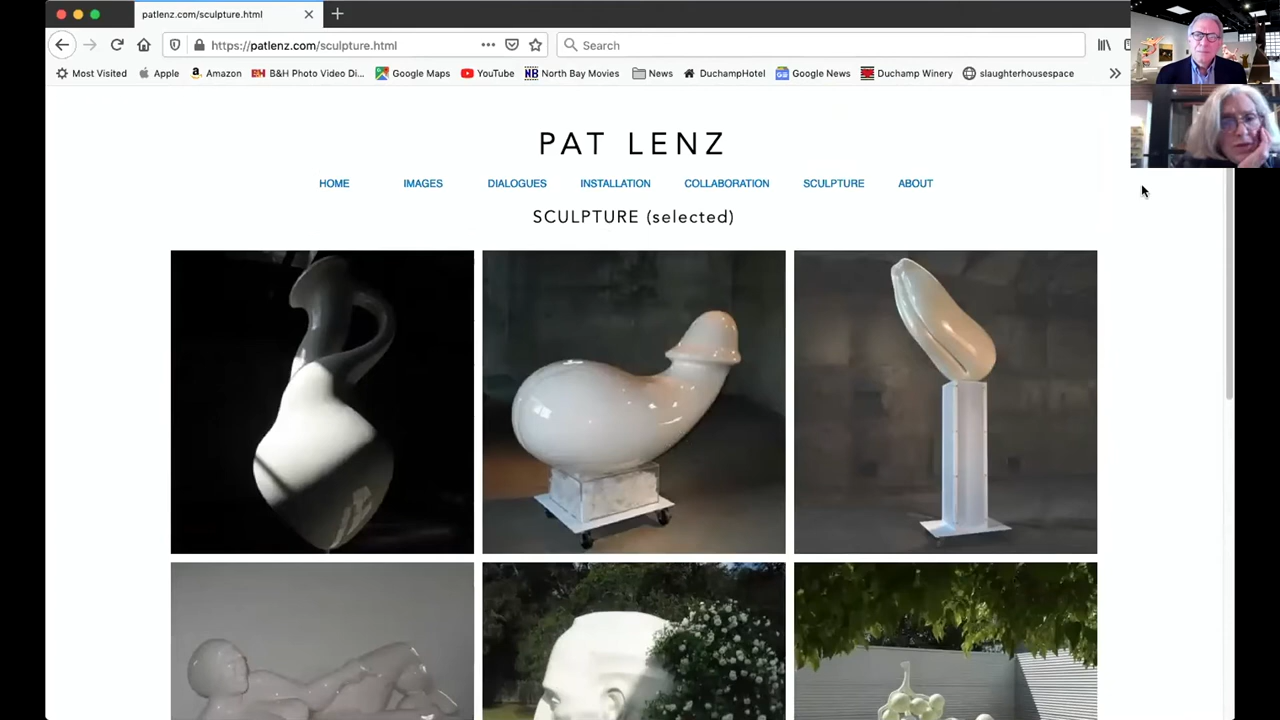 patlenz.com/sculpture.html
https://patlenz.com/sculpture.html
Search
Most Visited Apple Amazon B&H Photo Video Di... Google Maps YouTube North Bay Movies News DuchampHotel Google News Duchamp Winery slaughterhousespace
PAT LENZ
HOME IMAGES DIALOGUES INSTALLATION COLLABORATION SCULPTURE ABOUT
SCULPTURE (selected)